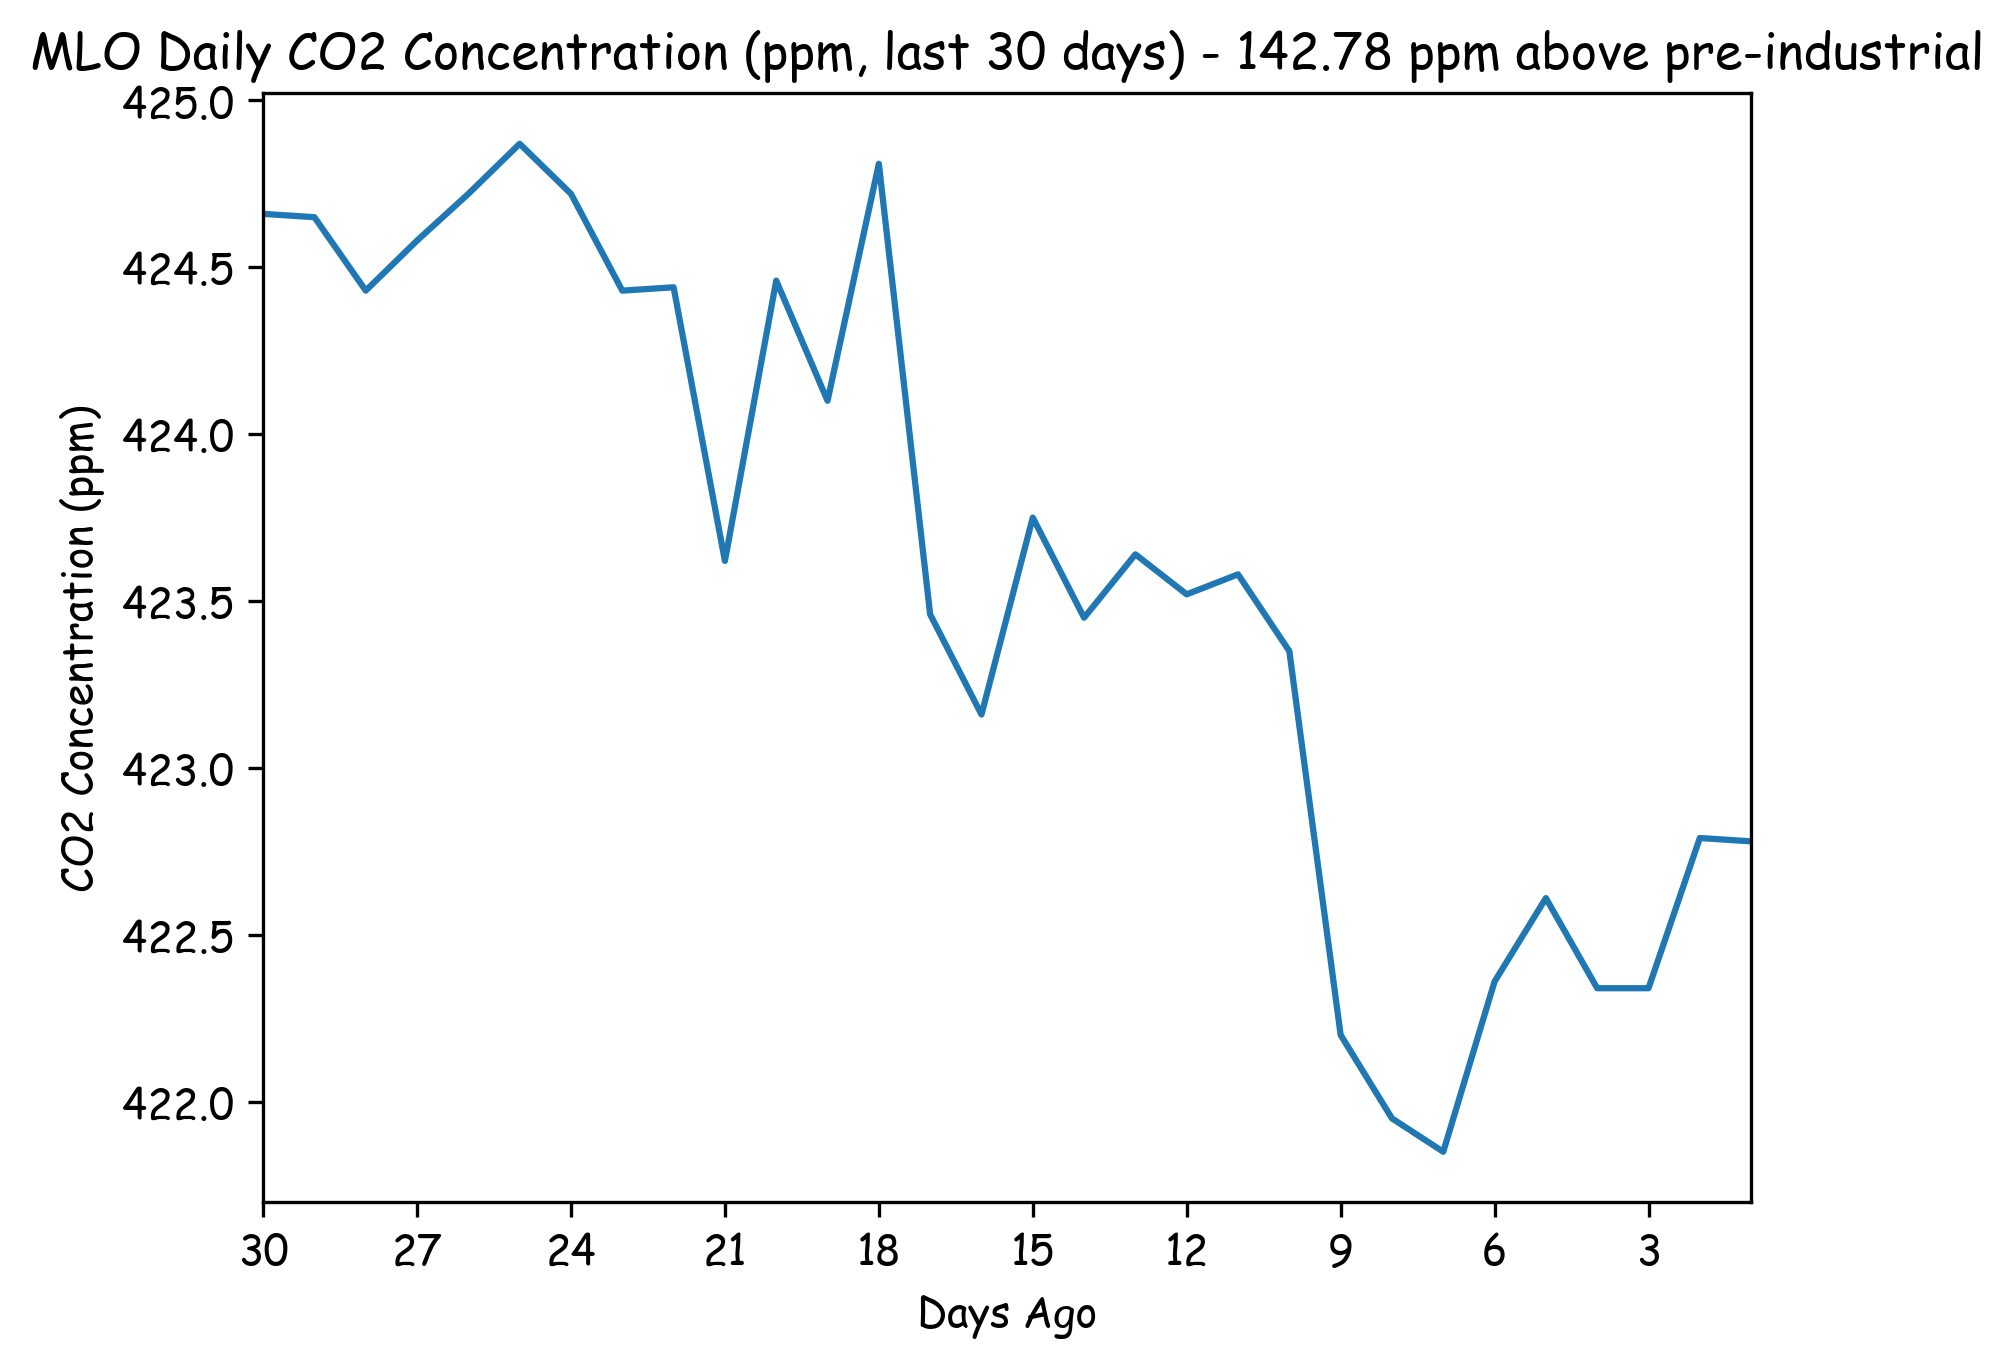 MLO Daily CO2 Concentration (ppm, last 30 days) - 142.78 ppm above pre-industrial
425.0
424.5
424.0
423.5
423.0
422.5
422.0
CO2 Concentration (ppm)
30 27 24 21 18 15 12 9 6 3
Days Ago